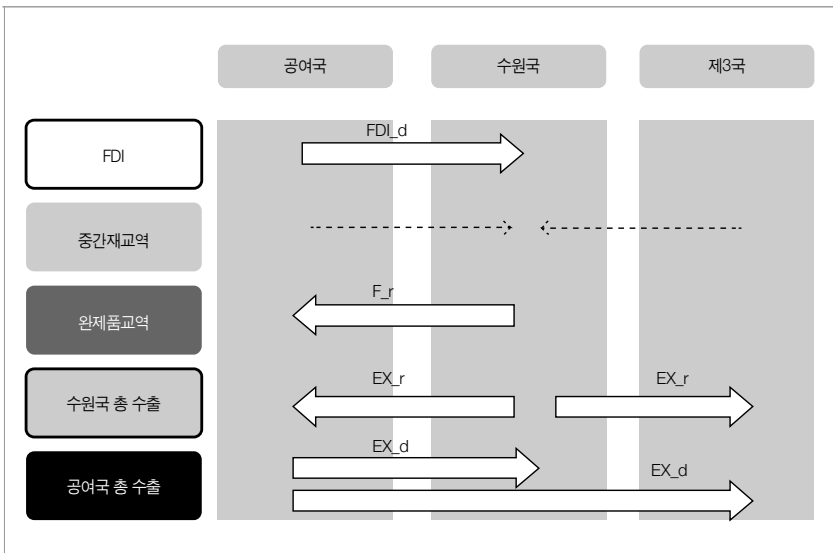 공여국
수원국
제3국
FDI
FDI_d
중간재교역
완제품교역
F_r
수원국 총 수출
EX_r
EX_r
공여국 총 수출
EX_d
EX_d